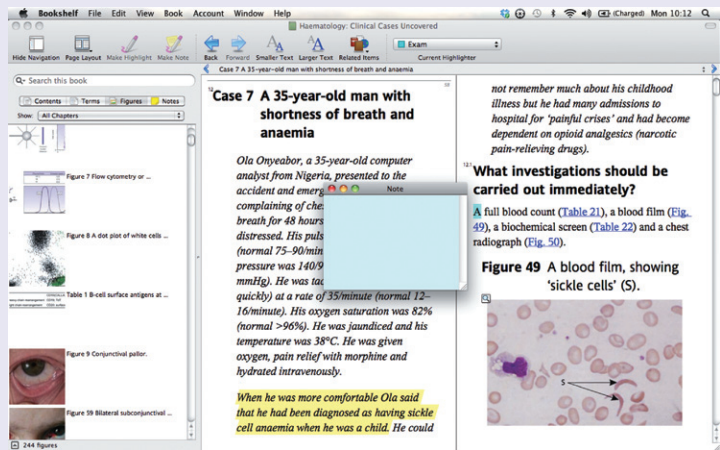 Bookshelf File Edit View Book Account Window Help
(Charged) Mon 10:12
Haematology: Clinical Cases Uncovered
Hide Navigation Page Layout Make Highlight Make Note Back Forward Smaller Text Larger Text Related Items Current Highlighter
Exam
Case 7 A 35-year-old man with shortness of breath and anaemia
Search this book
Contents Terms Figures Notes
Show: All Chapters
Figure 7 Flow cytometry or ...
Figure 8 A dot plot of white cells ...
Table 1 B-cell surface antigens at ...
Figure 9 Conjunctival pallor.
Figure 59 Bilateral subconjunctival ...
244 figures
Case 7 A 35-year-old man with
shortness of breath and
anaemia
Ola Onyeabor, a 35-year-old computer
analyst from Nigeria, presented to the
accident and emerg
complaining of che
breath for 48 hours
distressed. His puls
(normal 75–90/min
pressure was 140/9
mmHg). He was tac
quickly) at a rate of 35/minute (normal 12–
16/minute). His oxygen saturation was 82%
(normal >96%). He was jaundiced and his
temperature was 38°C. He was given
oxygen, pain relief with morphine and
hydrated intravenously.
When he was more comfortable Ola said
that he had been diagnosed as having sickle
cell anaemia when he was a child. He could
Note
not remember much about his childhood
illness but he had many admissions to
hospital for 'painful crises' and had become
dependent on opioid analgesics (narcotic
pain-relieving drugs).
What investigations should be
carried out immediately?
A full blood count (Table 21), a blood film (Fig.
49), a biochemical screen (Table 22) and a chest
radiograph (Fig. 50).
Figure 49 A blood film, showing
'sickle cells' (S).
S